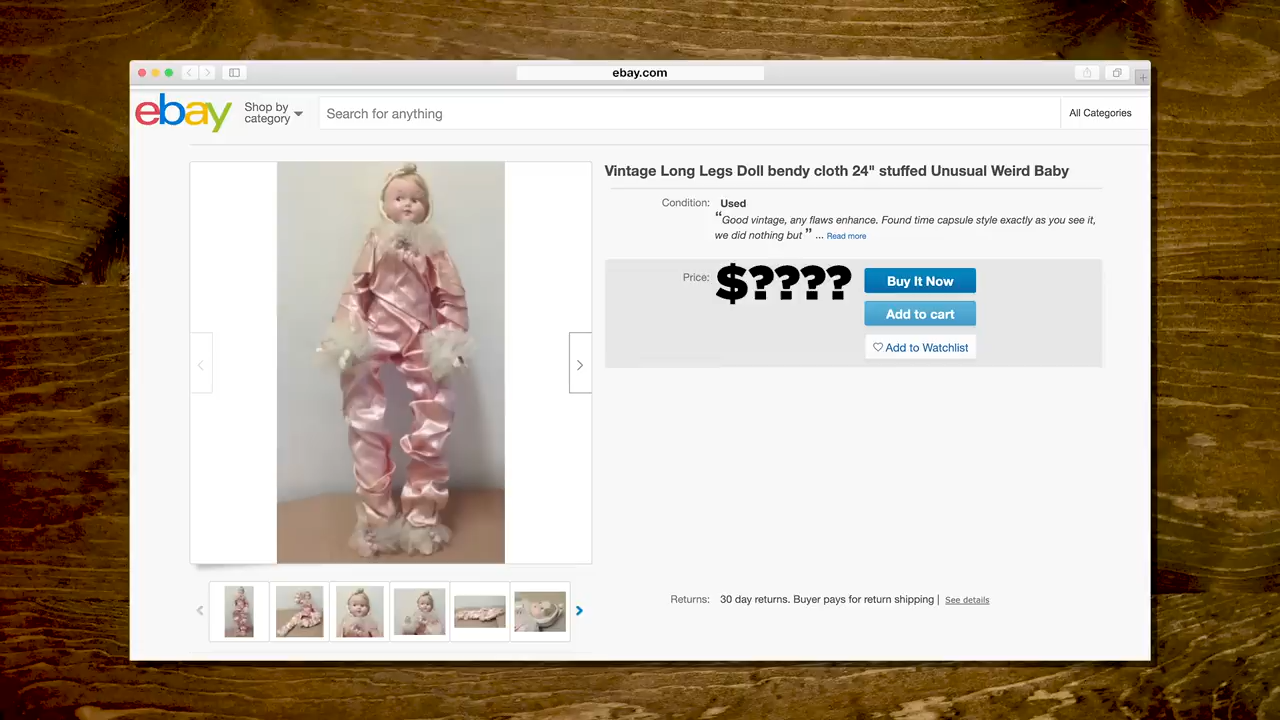 ebay.com
ebay
Shop by
category
Search for anything
All Categories
Vintage Long Legs Doll bendy cloth 24" stuffed Unusual Weird Baby
Condition: Used
“Good vintage, any flaws enhance. Found time capsule style exactly as you see it,
we did nothing but ” ... Read more
Price: $???? Buy It Now
Add to cart
Add to Watchlist
Returns: 30 day returns. Buyer pays for return shipping | See details